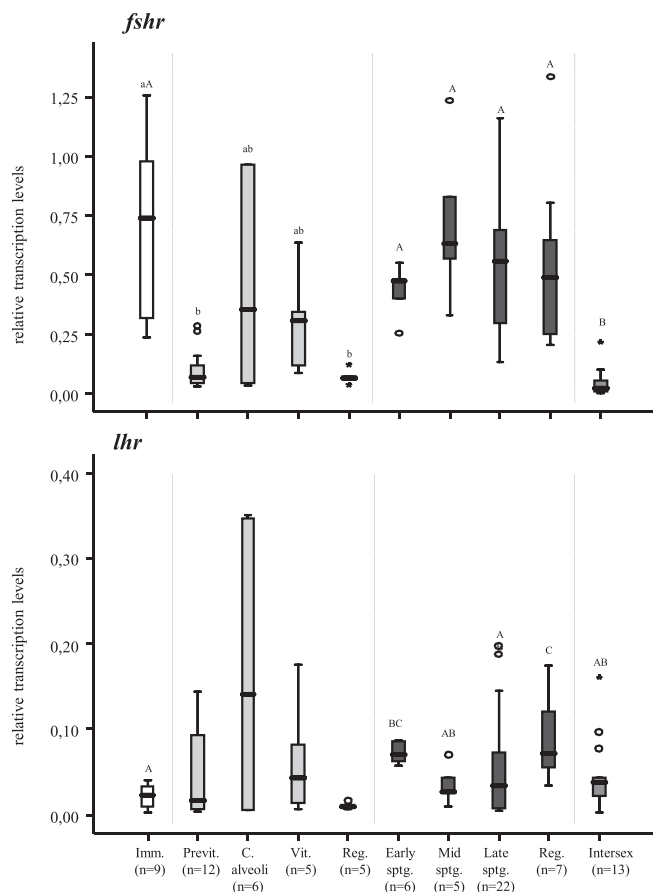 fshr
relative transcription levels
1,25
1,00
0,75
0,50
0,25
0,00
aA
b
ab
ab
b
A
A
A
A
B
lhr
relative transcription levels
0,40
0,30
0,20
0,10
0,00
A
BC
AB
A
C
AB
Imm.
(n=9)
Previt.
(n=12)
C.
alveoli
(n=6)
Vit.
(n=5)
Reg.
(n=5)
Early
sptg.
(n=6)
Mid
sptg.
(n=5)
Late
sptg.
(n=22)
Reg.
(n=7)
Intersex
(n=13)